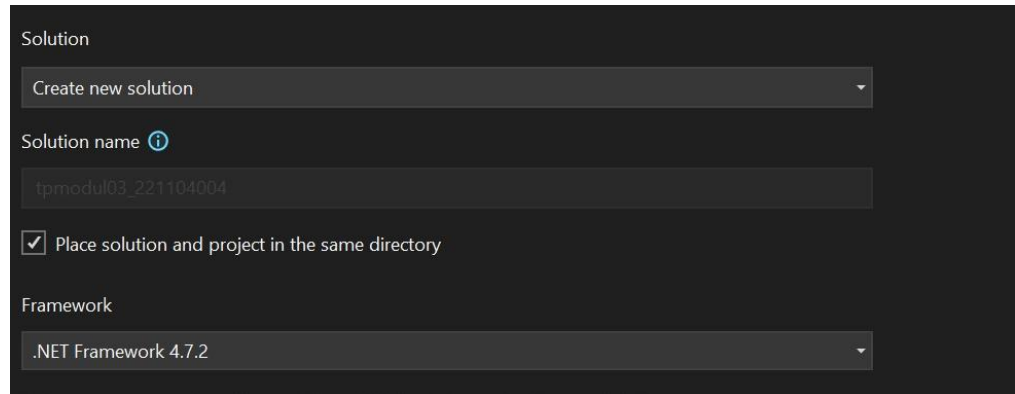 Solution
Create new solution
Solution name
tpmodul03_221104004
Place solution and project in the same directory
Framework
.NET Framework 4.7.2